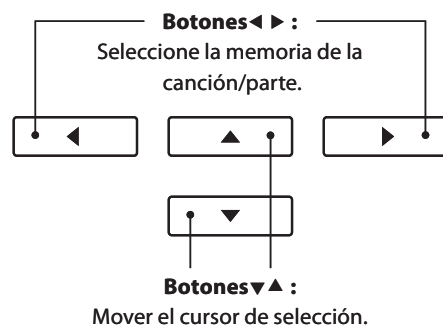 Botones◀ ▶ :
Seleccione la memoria de la
canción/parte.
◀ ▲ ▶
▼
Botones▼▲ :
Mover el cursor de selección.